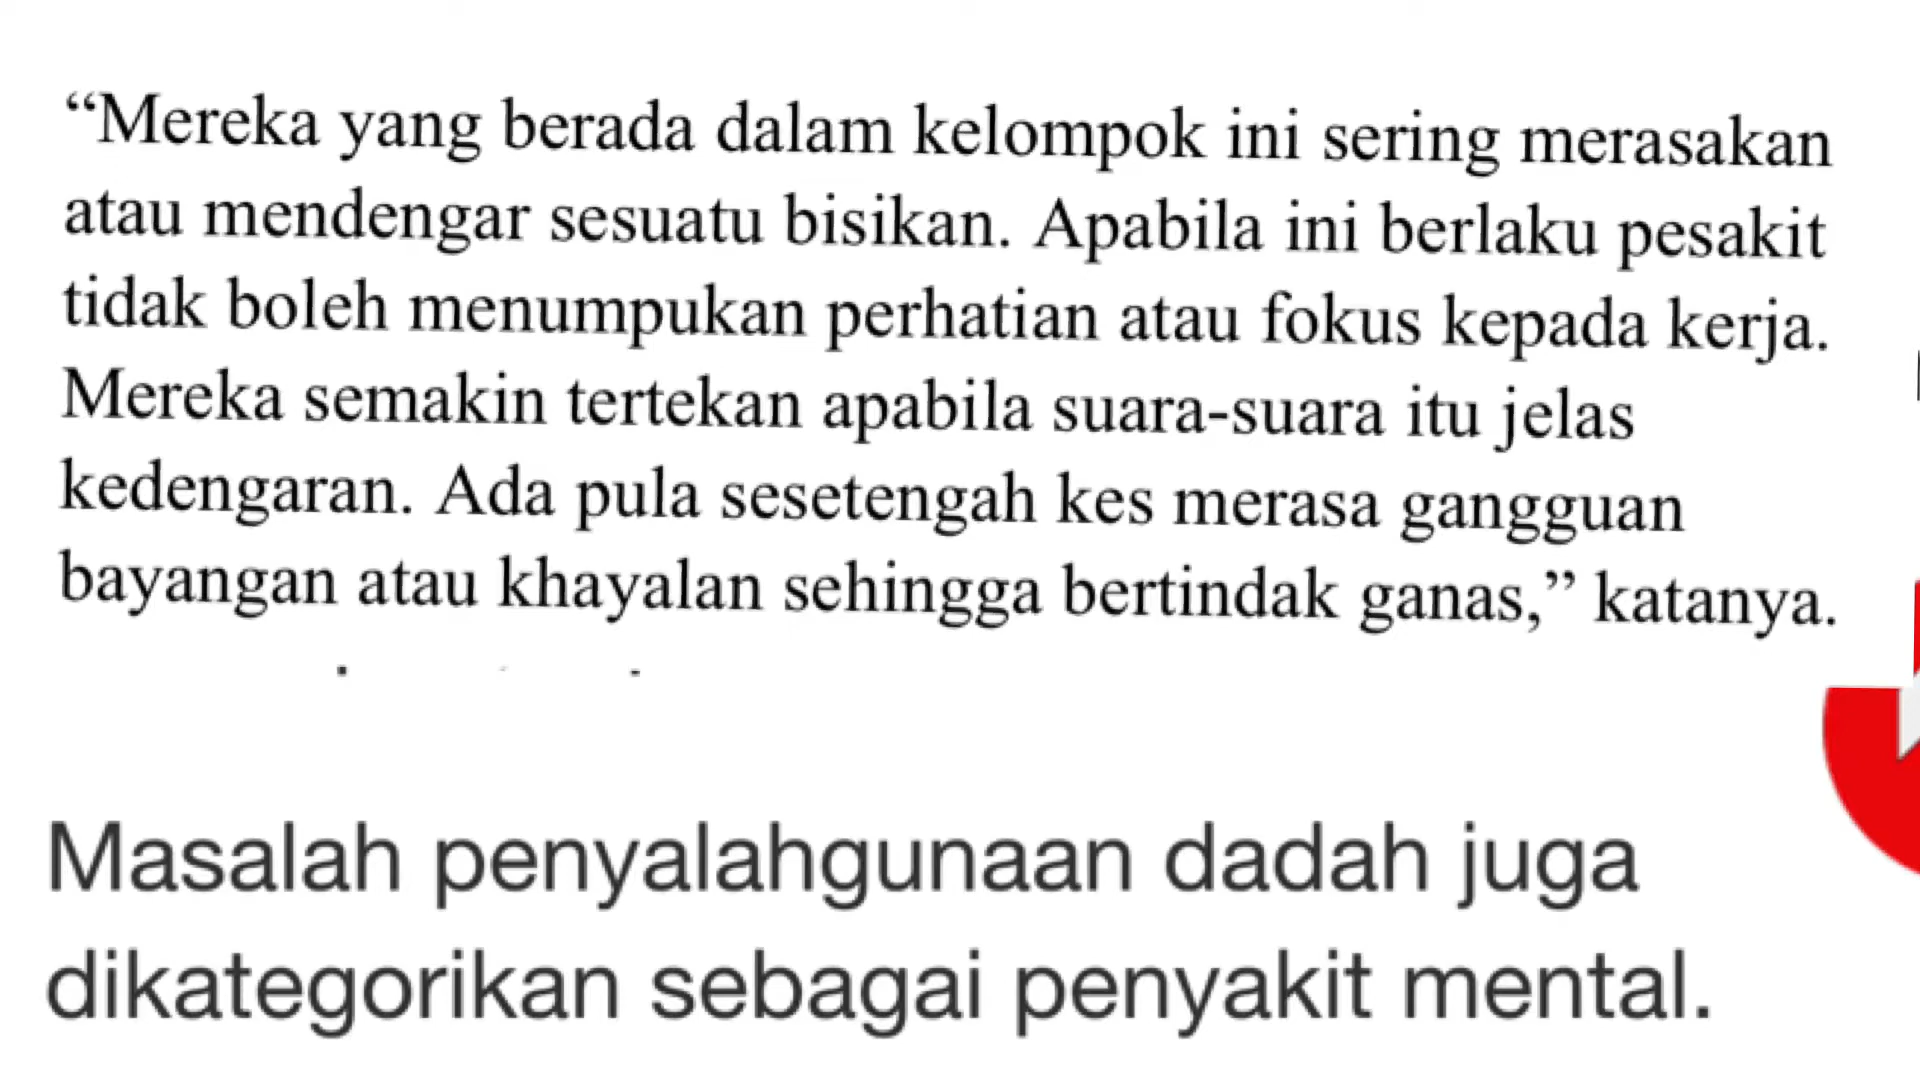 “Mereka yang berada dalam kelompok ini sering merasakan
atau mendengar sesuatu bisikan. Apabila ini berlaku pesakit
tidak boleh menumpukan perhatian atau fokus kepada kerja.
Mereka semakin tertekan apabila suara-suara itu jelas
kedengaran. Ada pula sesetengah kes merasa gangguan
bayangan atau khayalan sehingga bertindak ganas,” katanya.
Masalah penyalahgunaan dadah juga
dikategorikan sebagai penyakit mental.